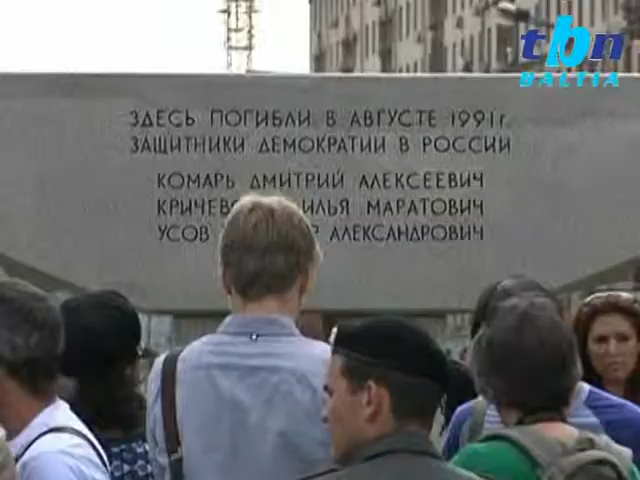 tbn
BALTIA
ЗДЕСЬ ПОГИБЛИ В АВГУСТЕ 1991г.
ЗАЩИТНИКИ ДЕМОКРАТИИ В РОССИИ
КОМАРЬ ДМИТРИЙ АЛЕКСЕЕВИЧ
ИЛЬЯ МАРАТОВИЧ
УСОВ АЛЕКСАНДРОВИЧ